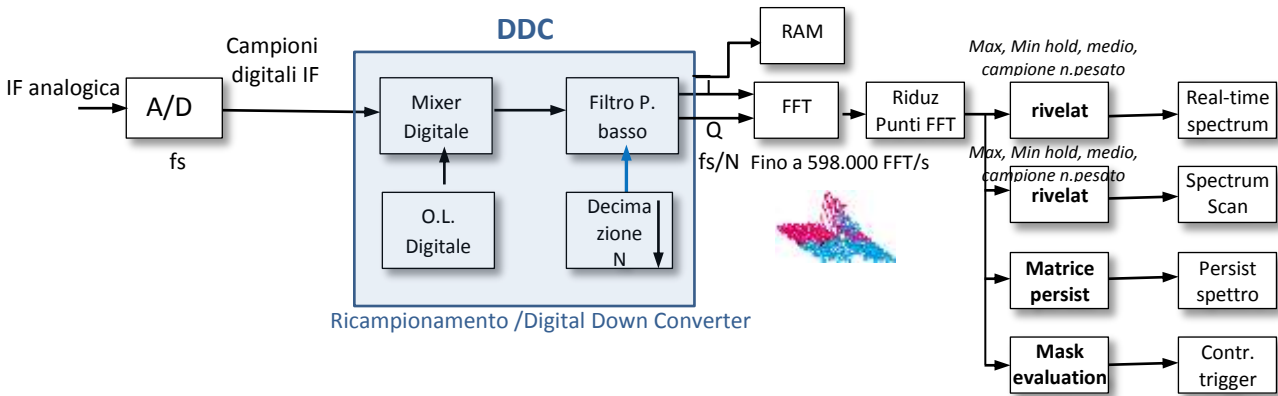 DDC
IF analogica
A/D
fs
Campioni
digitali IF
Mixer
Digitale
O.L.
Digitale
Filtro P.
basso
Decima
zione
N
Ricampionamento /Digital Down Converter
RAM
I
Q
fs/N
FFT
Fino a 598.000 FFT/s
Riduz
Punti FFT
Max, Min hold, medio,
campione n.pesato
rivelat
Real-time
spectrum
Max, Min hold, medio,
campione n.pesato
rivelat
Spectrum
Scan
Matrice
persist
Persist
spettro
Mask
evaluation
Contr.
trigger